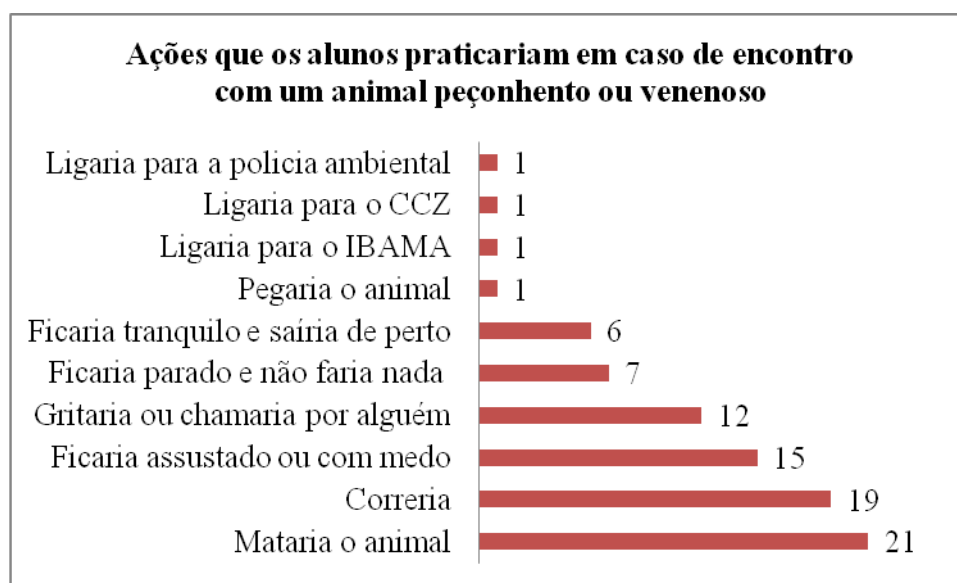 Ações que os alunos praticariam em caso de encontro
com um animal peçonhento ou venenoso
Ligaria para a policia ambiental 1
Ligaria para o CCZ 1
Ligaria para o IBAMA 1
Pegaria o animal 1
Ficaria tranquilo e saíria de perto 6
Ficaria parado e não faria nada 7
Gritaria ou chamaria por alguém 12
Ficaria assustado ou com medo 15
Correria 19
Mataria o animal 21